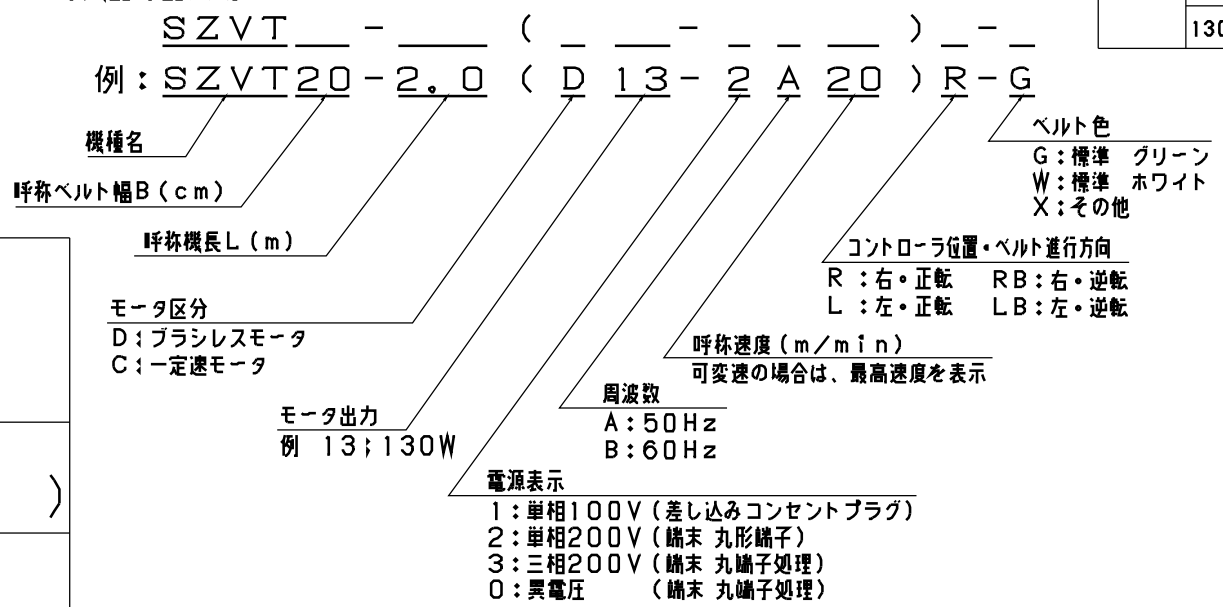 SZVT__-___(_ __-_ _ __)_-_
例：SZVT20-2.0(D13-2A20)R-G
130
機種名
呼称ベルト幅B(cm)
呼称機長L(m)
モータ区分
D：ブラシレスモータ
C：一定速モータ
モータ出力
例 13；130W
電源表示
1：単相100V(差し込みコンセントプラグ)
2：単相200V(端末 丸形端子)
3：三相200V(端末 丸端子処理)
0：異電圧 (端末 丸端子処理)
周波数
A：50Hz
B：60Hz
呼称速度(m/min)
可変速の場合は、最高速度を表示
コントローラ位置・ベルト進行方向
R：右・正転 RB：右・逆転
L：左・正転 LB：左・逆転
ベルト色
G：標準 グリーン
W：標準 ホワイト
X：その他
)